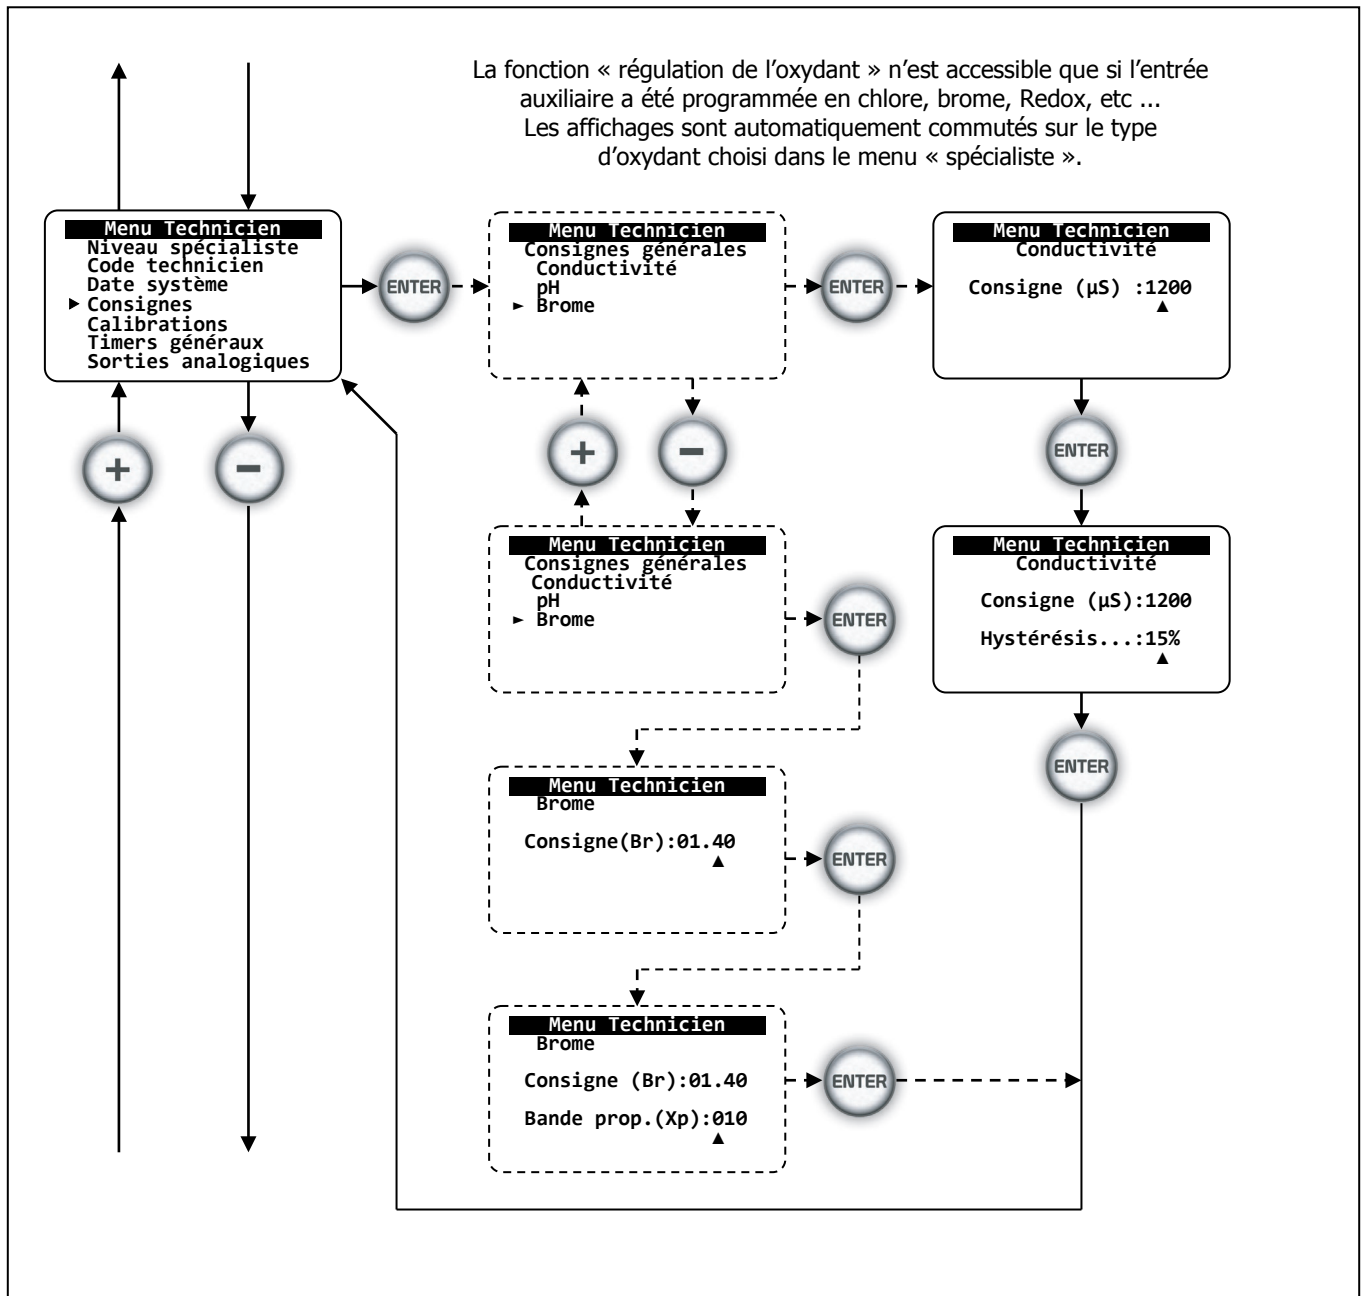 La fonction « régulation de l’oxydant » n’est accessible que si l’entrée
auxiliaire a été programmée en chlore, brome, Redox, etc ...
Les affichages sont automatiquement commutés sur le type
d’oxydant choisi dans le menu « spécialiste ».
Menu Technicien
Niveau spécialiste
Code technicien
Date système
► Consignes
Calibrations
Timers généraux
Sorties analogiques
ENTER
Menu Technicien
Consignes générales
Conductivité
pH
► Brome
ENTER
Menu Technicien
Conductivité
Consigne (µS) :1200
▲
+
-
+
-
ENTER
Menu Technicien
Consignes générales
Conductivité
pH
► Brome
ENTER
Menu Technicien
Conductivité
Consigne (µS):1200
Hystérésis...:15%
▲
ENTER
Menu Technicien
Brome
Consigne(Br):01.40
▲
ENTER
Menu Technicien
Brome
Consigne (Br):01.40
Bande prop.(Xp):010
▲
ENTER